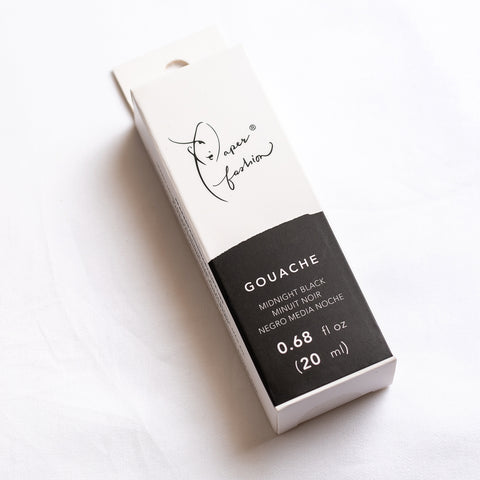 Paper®
fashion
GOUACHE
MIDNIGHT BLACK
MINUIT NOIR
NEGRO MEDIA NOCHE
0.68 fl oz
(20 ml)